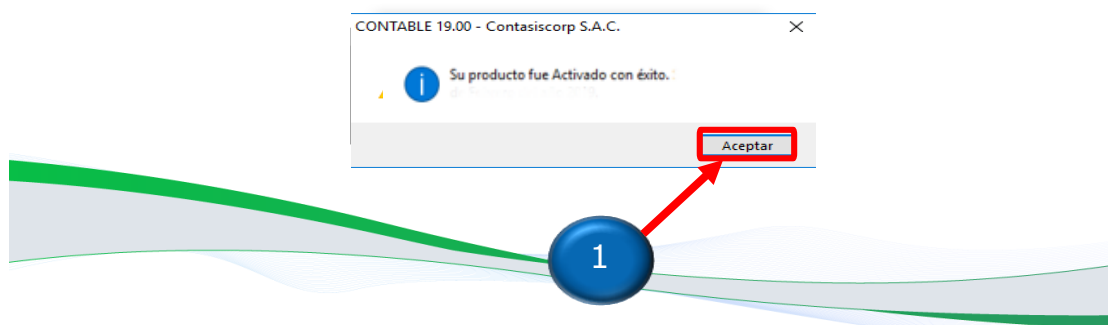 CONTABLE 19.00 - Contasiscorp S.A.C.
Su producto fue Activado con éxito.
Aceptar
1